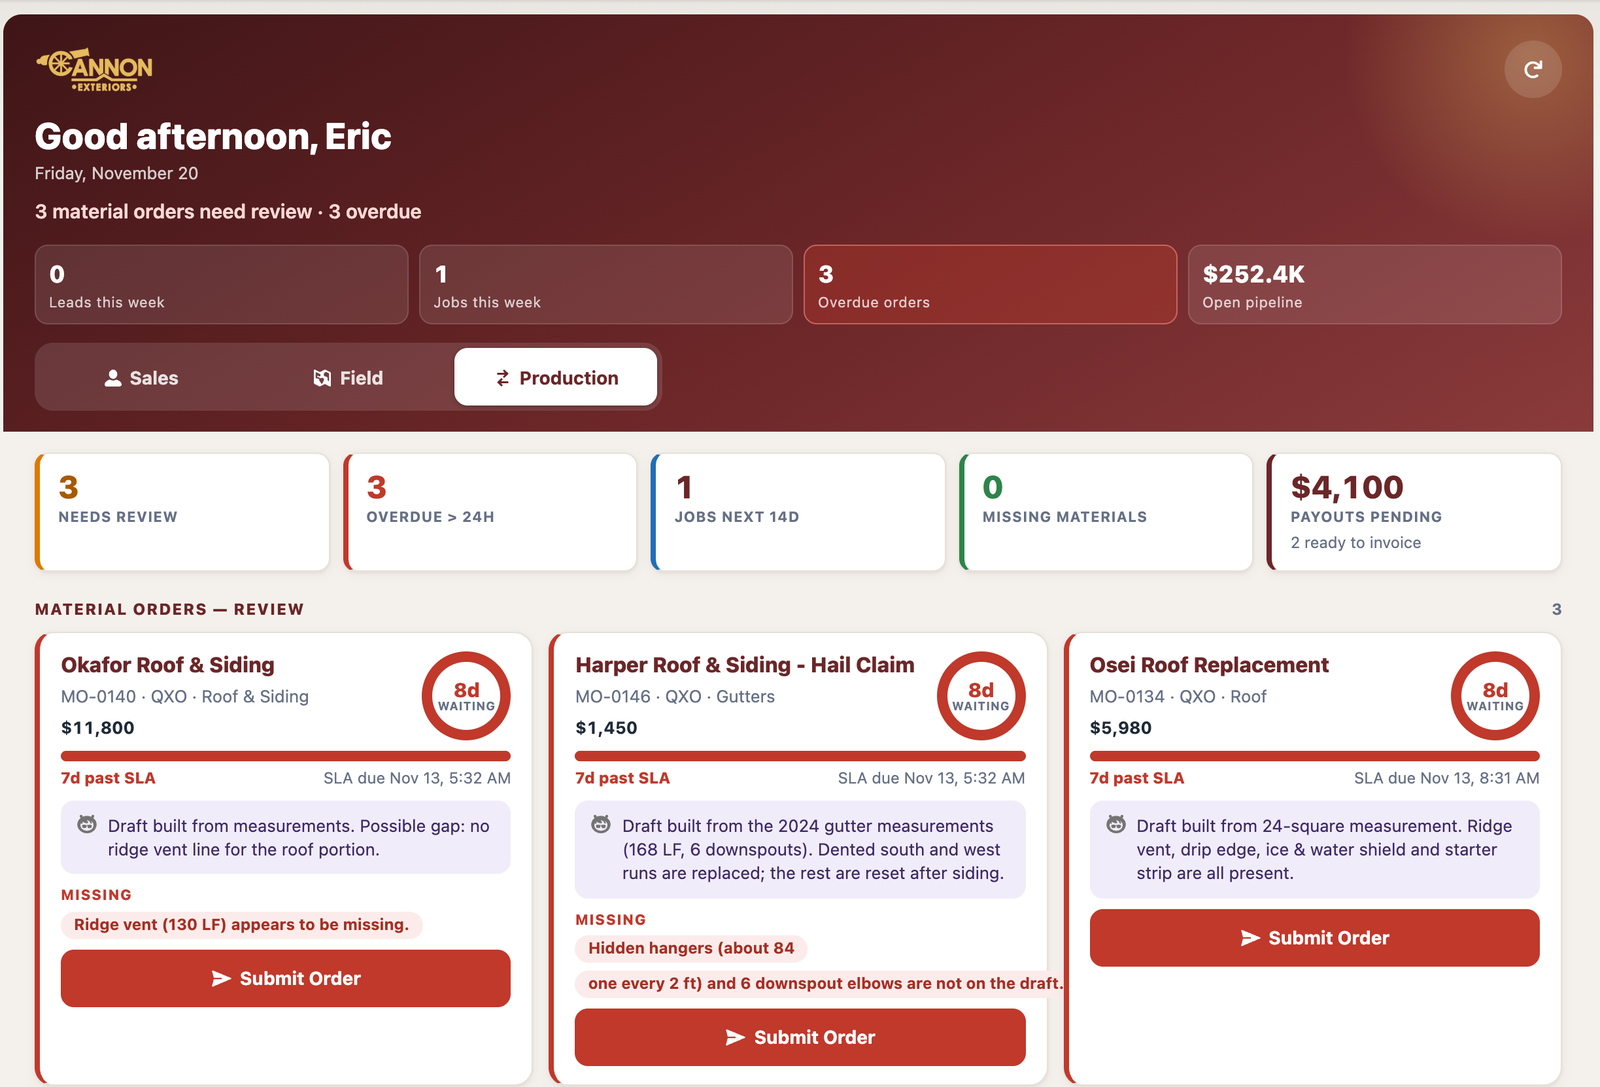 CANNON
•EXTERIORS•
Good afternoon, Eric
Friday, November 20
3 material orders need review · 3 overdue
0
Leads this week
1
Jobs this week
3
Overdue orders
$252.4K
Open pipeline
Sales
Field
Production
3
NEEDS REVIEW
3
OVERDUE > 24H
1
JOBS NEXT 14D
0
MISSING MATERIALS
$4,100
PAYOUTS PENDING
2 ready to invoice
MATERIAL ORDERS — REVIEW
3
Okafor Roof & Siding
MO-0140 · QXO · Roof & Siding
$11,800
8d
WAITING
7d past SLA
SLA due Nov 13, 5:32 AM
Draft built from measurements. Possible gap: no
ridge vent line for the roof portion.
MISSING
Ridge vent (130 LF) appears to be missing.
Submit Order
Harper Roof & Siding - Hail Claim
MO-0146 · QXO · Gutters
$1,450
8d
WAITING
7d past SLA
SLA due Nov 13, 5:32 AM
Draft built from the 2024 gutter measurements
(168 LF, 6 downspouts). Dented south and west
runs are replaced; the rest are reset after siding.
MISSING
Hidden hangers (about 84
one every 2 ft) and 6 downspout elbows are not on the draft.
Submit Order
Osei Roof Replacement
MO-0134 · QXO · Roof
$5,980
8d
WAITING
7d past SLA
SLA due Nov 13, 8:31 AM
Draft built from 24-square measurement. Ridge
vent, drip edge, ice & water shield and starter
strip are all present.
Submit Order